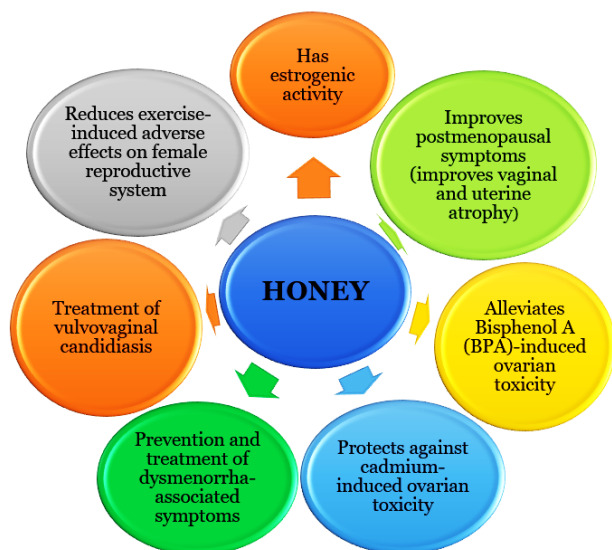 Has
estrogenic
activity
Improves
postmenopausal
symptoms
(improves vaginal
and uterine
atrophy)
Alleviates
Bisphenol A
(BPA)-induced
ovarian
toxicity
Protects against
cadmium-
induced ovarian
toxicity
Prevention and
treatment of
dysmenorrha-
associated
symptoms
Treatment of
vulvovaginal
candidiasis
Reduces exercise-
induced adverse
effects on female
reproductive
system
HONEY